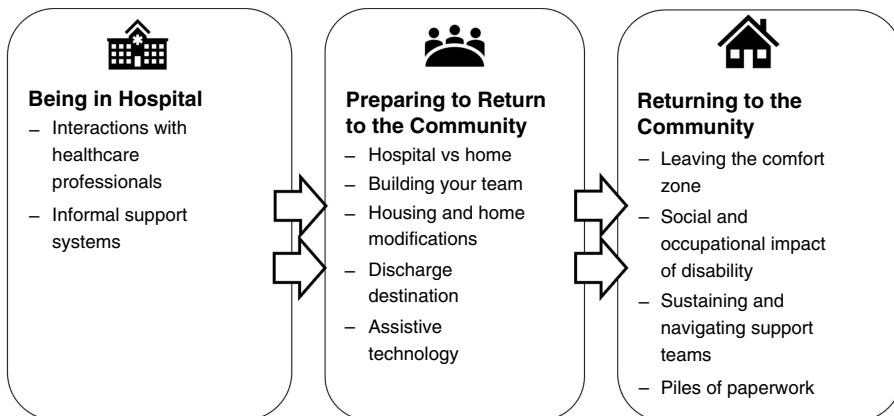 Being in Hospital
– Interactions with
healthcare
professionals
– Informal support
systems
Preparing to Return
to the Community
– Hospital vs home
– Building your team
– Housing and home
modifications
– Discharge
destination
– Assistive
technology
Returning to the
Community
– Leaving the comfort
zone
– Social and
occupational impact
of disability
– Sustaining and
navigating support
teams
– Piles of paperwork